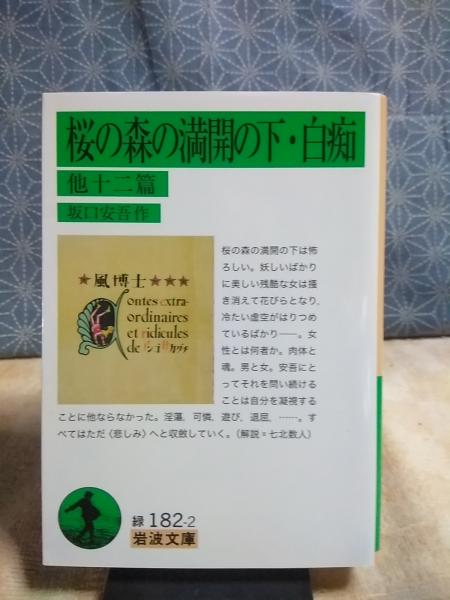 桜の森の満開の下・白痴
他十二篇
坂口安吾作
★風博士★★★
Contes extra-
ordinaires
et ridicules
de
桜の森の満開の下は怖
ろしい。妖しいばかり
に美しい残酷な女は掻
き消えて花びらとなり、
冷たい虚空がはりつめ
ているばかり――。女
性とは何者か。肉体と
魂。男と女。安吾にと
ってそれを問い続ける
ことは自分を凝視する
ことに他ならなかった。淫蕩、可憐、遊び、退屈、……。す
べてはただ〈悲しみ〉へと収斂していく。(解説=七北数人)
緑 182-2
岩波文庫